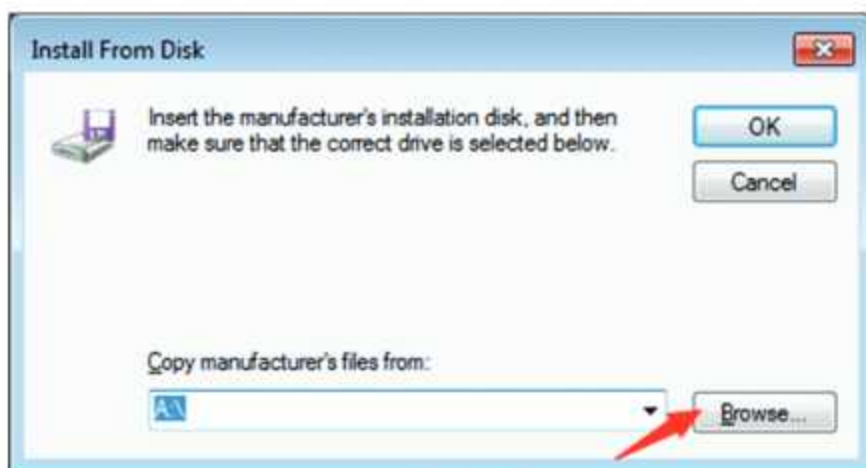 Install From Disk
Insert the manufacturer's installation disk, and then
make sure that the correct drive is selected below.
OK
Cancel
Copy manufacturer's files from:
A:\
Browse...